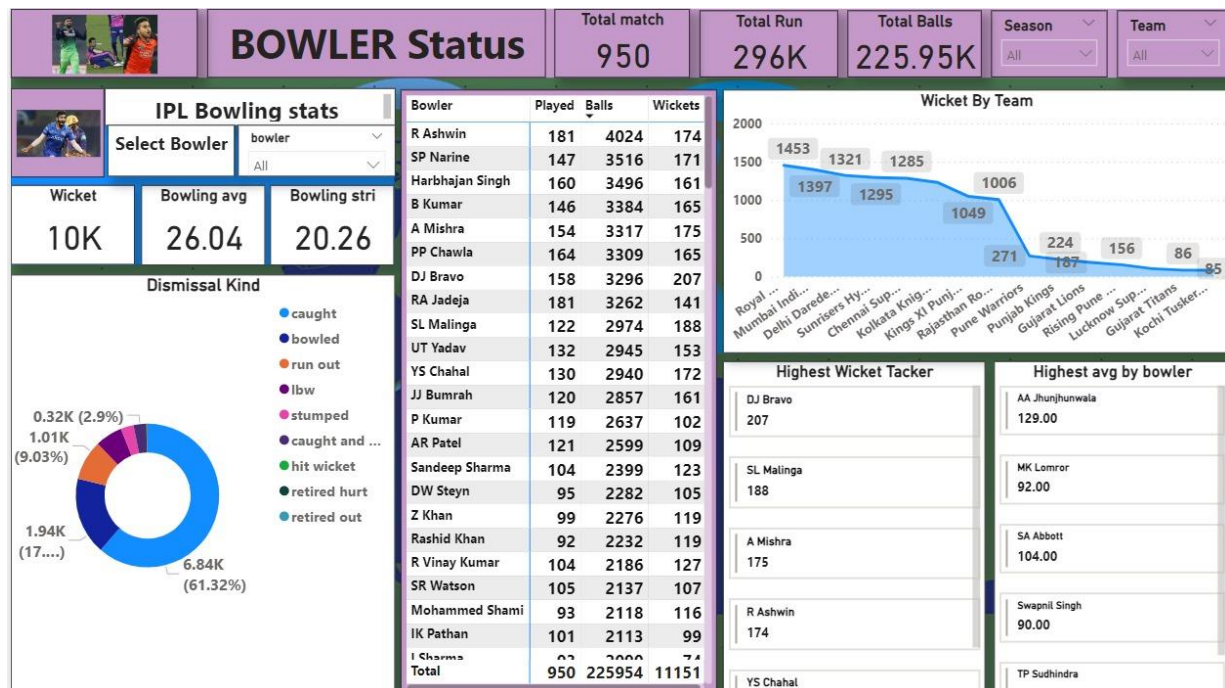 BOWLER Status
Total match
950
Total Run
296K
Total Balls
225.95K
Season
All
Team
All
IPL Bowling stats
Select Bowler
bowler
All
Wicket
10K
Bowling avg
26.04
Bowling stri
20.26
Dismissal Kind
caught
bowled
run out
lbw
stumped
caught and ...
hit wicket
retired hurt
retired out
0.32K (2.9%)
1.01K
(9.03%)
1.94K
(17....)
6.84K
(61.32%)
Bowler Played Balls Wickets
R Ashwin 181 4024 174
SP Narine 147 3516 171
Harbhajan Singh 160 3496 161
B Kumar 146 3384 165
A Mishra 154 3317 175
PP Chawla 164 3309 165
DJ Bravo 158 3296 207
RA Jadeja 181 3262 141
SL Malinga 122 2974 188
UT Yadav 132 2945 153
YS Chahal 130 2940 172
JJ Bumrah 120 2857 161
P Kumar 119 2637 102
AR Patel 121 2599 109
Sandeep Sharma 104 2399 123
DW Steyn 95 2282 105
Z Khan 99 2276 119
Rashid Khan 92 2232 119
R Vinay Kumar 104 2186 127
SR Watson 105 2137 107
Mohammed Shami 93 2118 116
IK Pathan 101 2113 99
Total 950 225954 11151
Wicket By Team
2000
1500
1000
500
0
1453
1397
1321
1295
1285
1049
1006
271
224
187
156
86
85
Royal ...
Mumbai Indi...
Delhi Darede...
Sunrisers Hy...
Chennai Sup...
Kolkata Knig...
Kings XI Punj...
Rajasthan Ro...
Pune Warriors
Punjab Kings
Gujarat Lions
Rising Pune ...
Lucknow Sup...
Gujarat Titans
Kochi Tusker...
Highest Wicket Tacker
DJ Bravo
207
SL Malinga
188
A Mishra
175
R Ashwin
174
YS Chahal
Highest avg by bowler
AA Jhunjhunwala
129.00
MK Lomror
92.00
SA Abbott
104.00
Swapnil Singh
90.00
TP Sudhindra